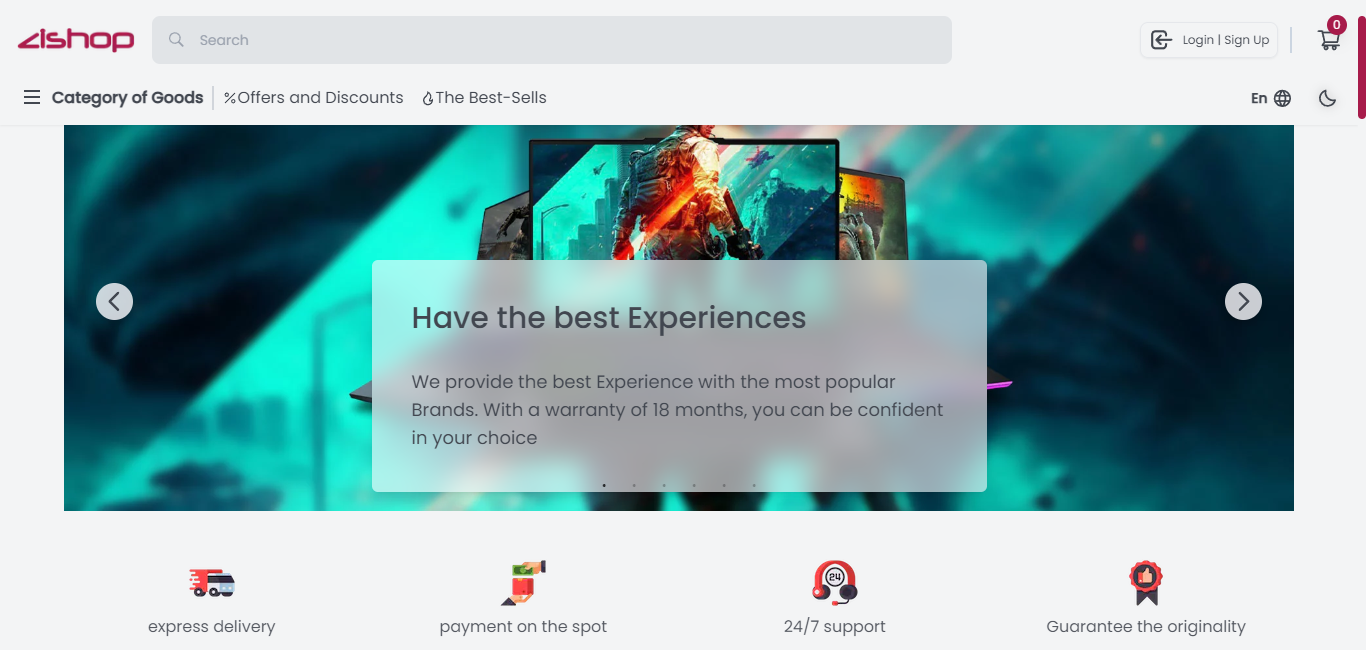 Aishop
Search
Login | Sign Up
0
Category of Goods
Offers and Discounts
The Best-Sells
En
Have the best Experiences
We provide the best Experience with the most popular
Brands. With a warranty of 18 months, you can be confident
in your choice
24
express delivery
payment on the spot
24/7 support
Guarantee the originality